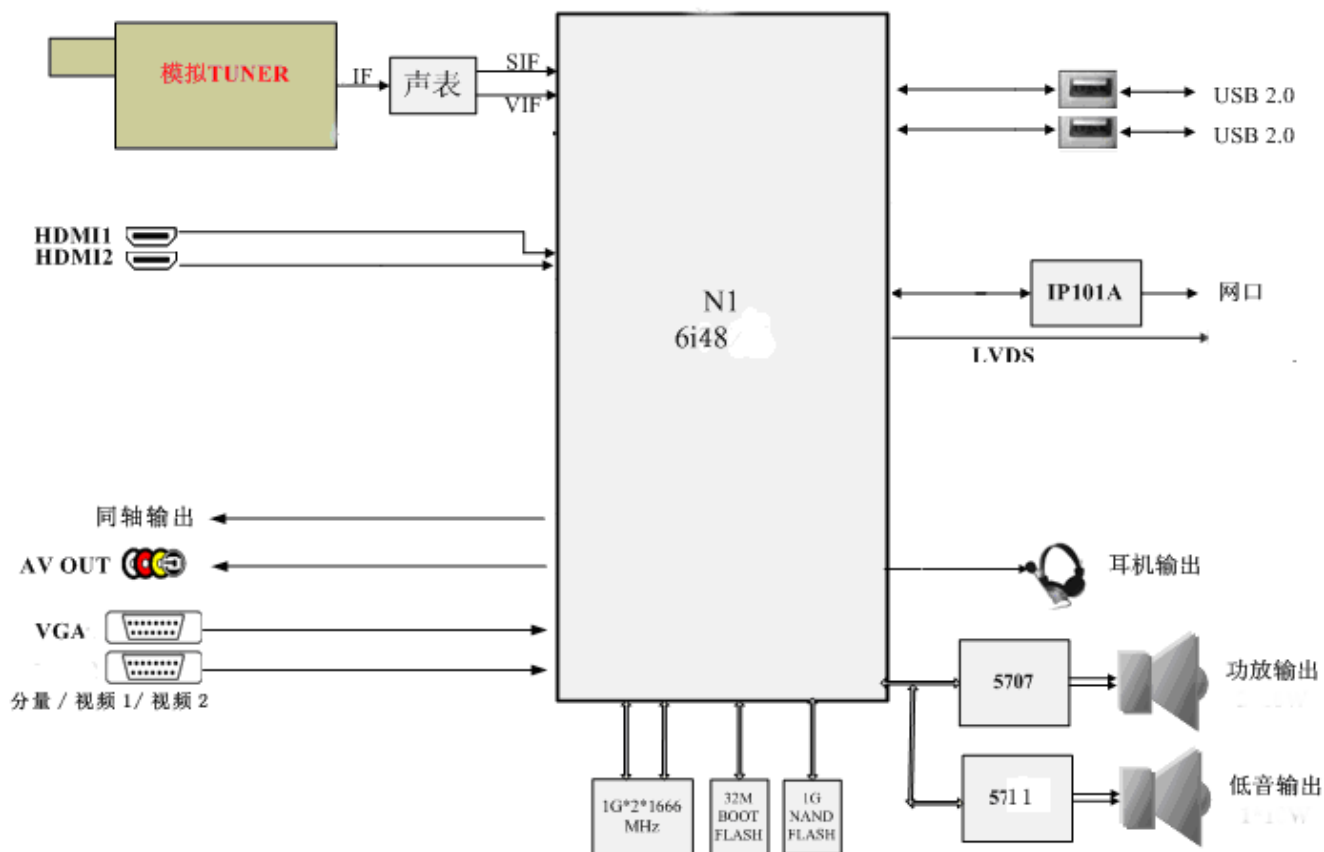 模拟TUNER
IF
声表
SIF
VIF
USB 2.0
USB 2.0
HDMI1
HDMI2
N1
6i48
IP101A
网口
LVDS
同轴输出
AV OUT
耳机输出
VGA
分量 / 视频 1/ 视频 2
5707
功放输出
5711
低音输出
1G*2*1666
MHz
32M
BOOT
FLASH
1G
NAND
FLASH